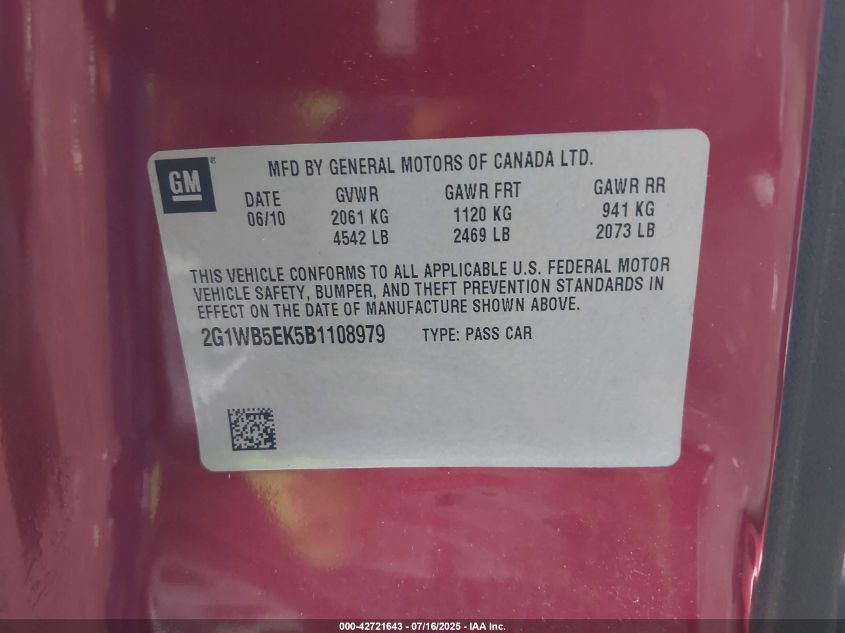 GM ®
MFD BY GENERAL MOTORS OF CANADA LTD.
DATE GVWR GAWR FRT GAWR RR
06/10 2061 KG 1120 KG 941 KG
4542 LB 2469 LB 2073 LB
THIS VEHICLE CONFORMS TO ALL APPLICABLE U.S. FEDERAL MOTOR
VEHICLE SAFETY, BUMPER, AND THEFT PREVENTION STANDARDS IN
EFFECT ON THE DATE OF MANUFACTURE SHOWN ABOVE.
2G1WB5EK5B1108979 TYPE: PASS CAR
000-42721643 - 07/16/2025 - IAA Inc.